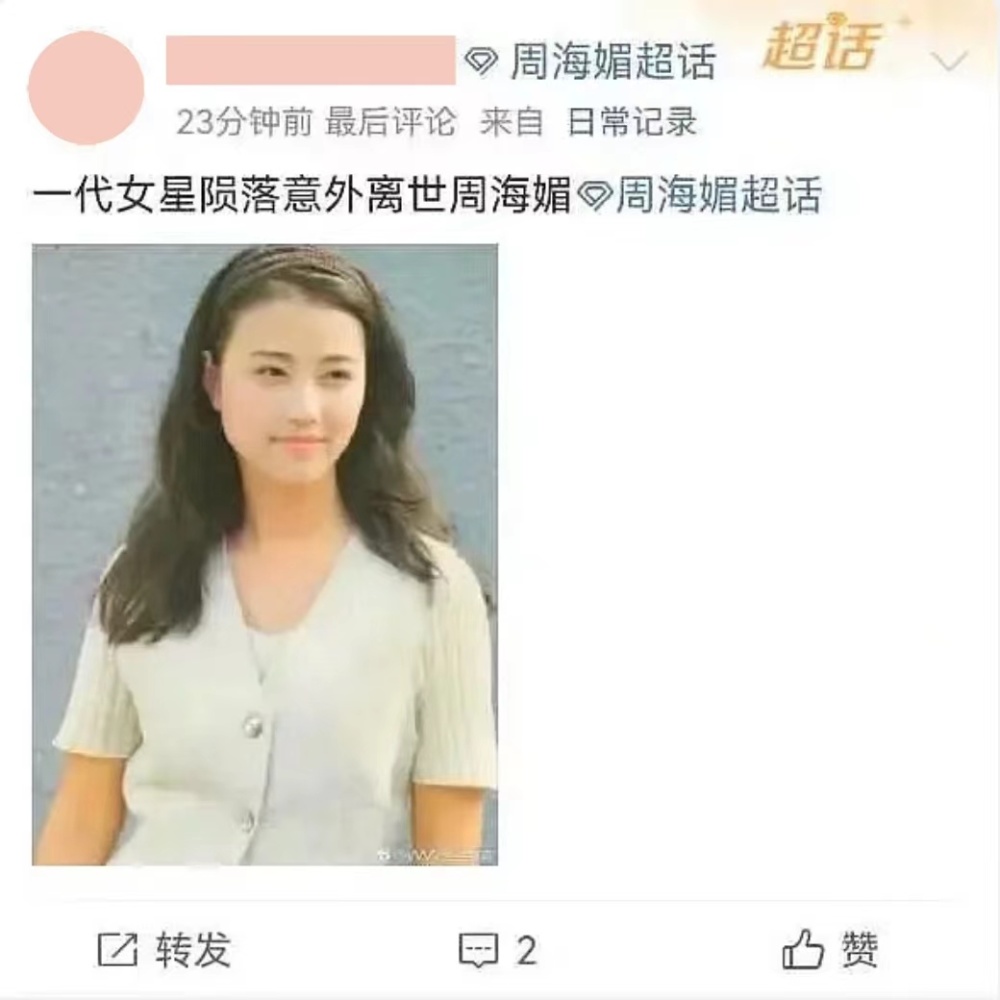 周海媚超话
超话
23分钟前 最后评论 来自 日常记录
一代女星陨落意外离世周海媚周海媚超话
转发 2 赞